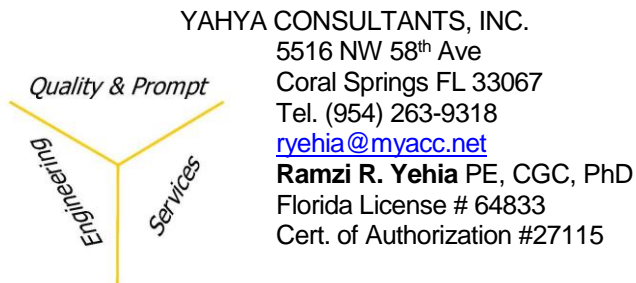 YAHYA CONSULTANTS, INC.
5516 NW 58th Ave
Coral Springs FL 33067
Tel. (954) 263-9318
ryehia@myacc.net
Ramzi R. Yehia PE, CGC, PhD
Florida License # 64833
Cert. of Authorization #27115
Quality & Prompt
Engineering
Services